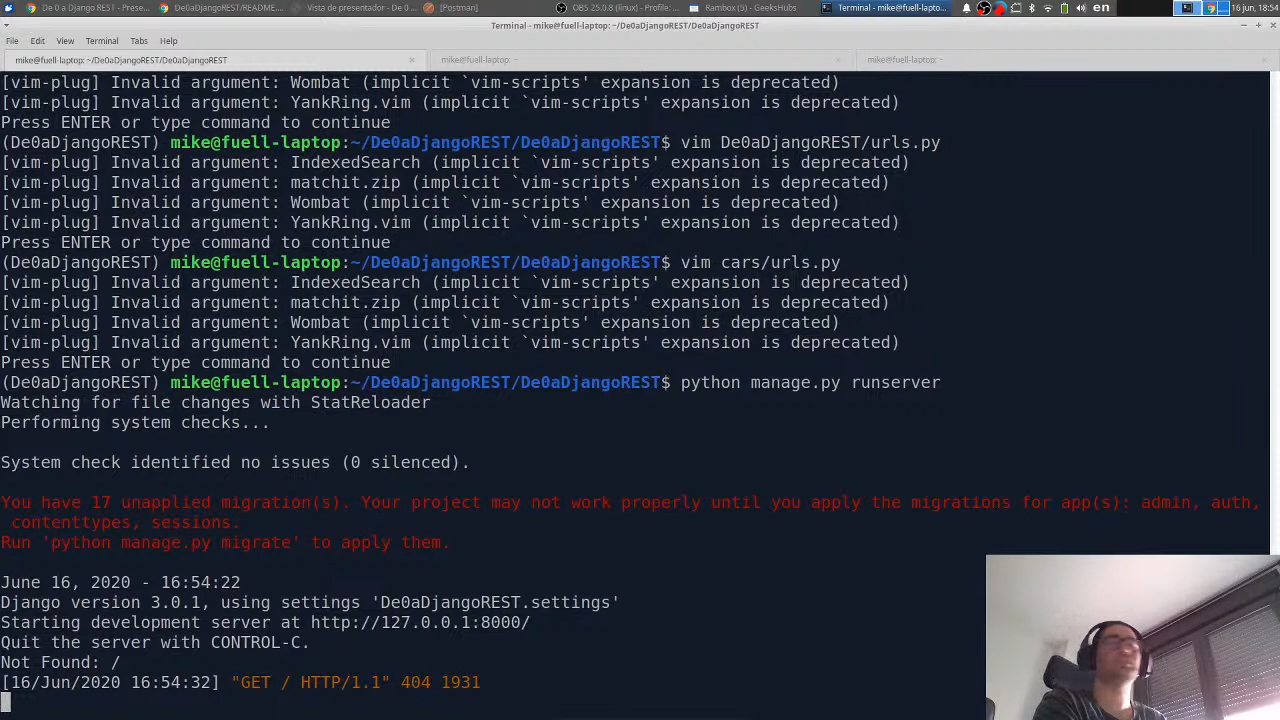 De 0 a Django REST - Prese...
De0aDjangoREST/README...
Vista de presentador - De 0 ...
[Postman]
OBS 25.0.8 (linux) - Profile: ...
Rambox (5) - GeeksHubs
Terminal - mike@fuell-lapto...
en
16 jun, 18:54
Terminal - mike@fuell-laptop: ~/De0aDjangoREST/De0aDjangoREST
File Edit View Terminal Tabs Help
mike@fuell-laptop: ~/De0aDjangoREST/De0aDjangoREST
mike@fuell-laptop: ~
mike@fuell-laptop: ~
[vim-plug] Invalid argument: Wombat (implicit `vim-scripts' expansion is deprecated)
[vim-plug] Invalid argument: YankRing.vim (implicit `vim-scripts' expansion is deprecated)
Press ENTER or type command to continue
(De0aDjangoREST) mike@fuell-laptop:~/De0aDjangoREST/De0aDjangoREST$ vim De0aDjangoREST/urls.py
[vim-plug] Invalid argument: IndexedSearch (implicit `vim-scripts' expansion is deprecated)
[vim-plug] Invalid argument: matchit.zip (implicit `vim-scripts' expansion is deprecated)
[vim-plug] Invalid argument: Wombat (implicit `vim-scripts' expansion is deprecated)
[vim-plug] Invalid argument: YankRing.vim (implicit `vim-scripts' expansion is deprecated)
Press ENTER or type command to continue
(De0aDjangoREST) mike@fuell-laptop:~/De0aDjangoREST/De0aDjangoREST$ vim cars/urls.py
[vim-plug] Invalid argument: IndexedSearch (implicit `vim-scripts' expansion is deprecated)
[vim-plug] Invalid argument: matchit.zip (implicit `vim-scripts' expansion is deprecated)
[vim-plug] Invalid argument: Wombat (implicit `vim-scripts' expansion is deprecated)
[vim-plug] Invalid argument: YankRing.vim (implicit `vim-scripts' expansion is deprecated)
Press ENTER or type command to continue
(De0aDjangoREST) mike@fuell-laptop:~/De0aDjangoREST/De0aDjangoREST$ python manage.py runserver
Watching for file changes with StatReloader
Performing system checks...
System check identified no issues (0 silenced).
You have 17 unapplied migration(s). Your project may not work properly until you apply the migrations for app(s): admin, auth,
contenttypes, sessions.
Run 'python manage.py migrate' to apply them.
June 16, 2020 - 16:54:22
Django version 3.0.1, using settings 'De0aDjangoREST.settings'
Starting development server at http://127.0.0.1:8000/
Quit the server with CONTROL-C.
Not Found: /
[16/Jun/2020 16:54:32] "GET / HTTP/1.1" 404 1931